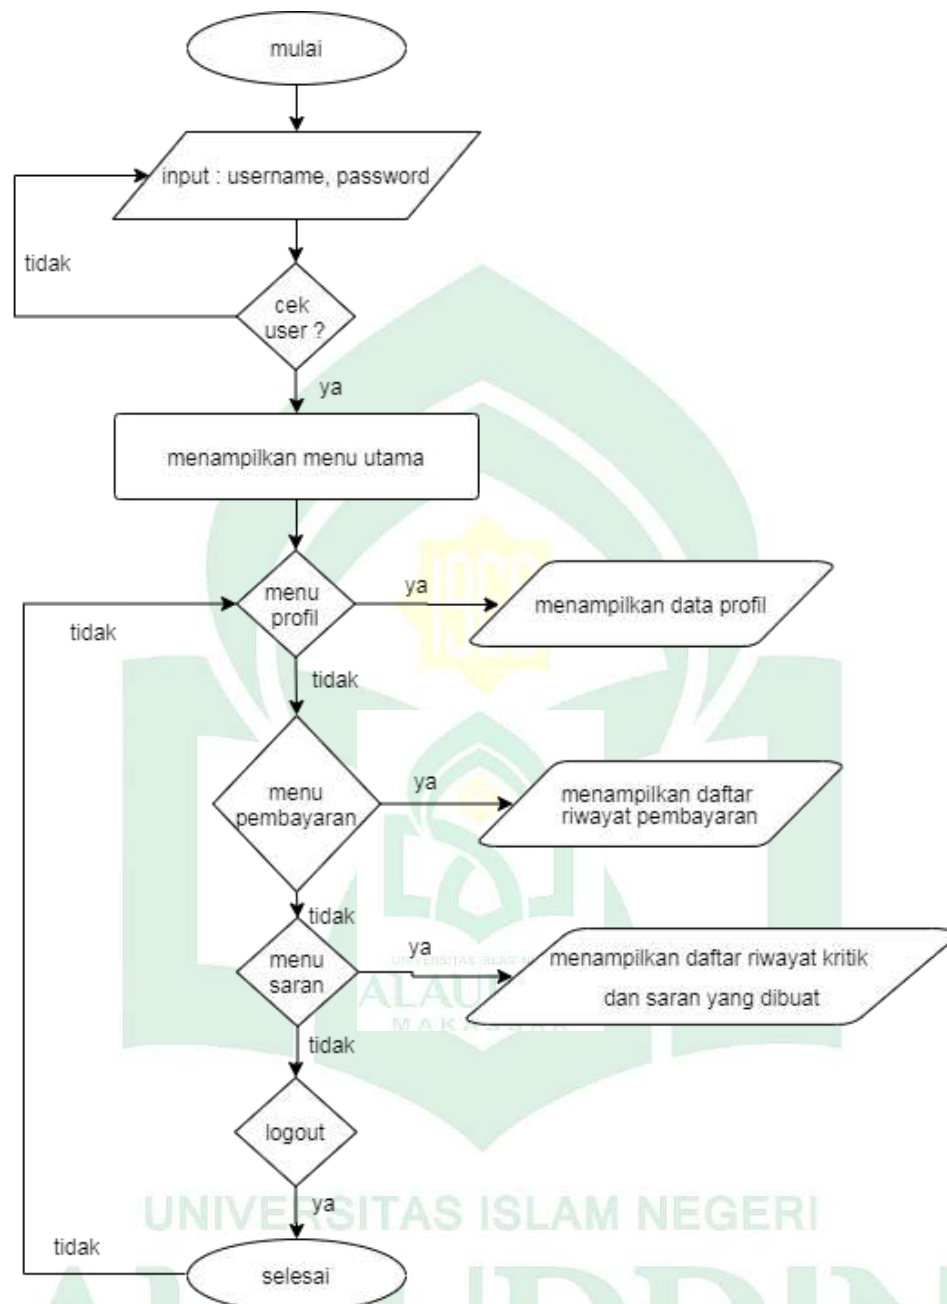 mulai
input : username, password
tidak
cek
user ?
ya
menampilkan menu utama
menu
profil
ya
menampilkan data profil
tidak
tidak
menu
pembayaran
ya
menampilkan daftar
riwayat pembayaran
tidak
menu
saran
ya
menampilkan daftar riwayat kritik
dan saran yang dibuat
tidak
logout
ya
UNIVERSITAS ISLAM NEGERI
tidak
selesai